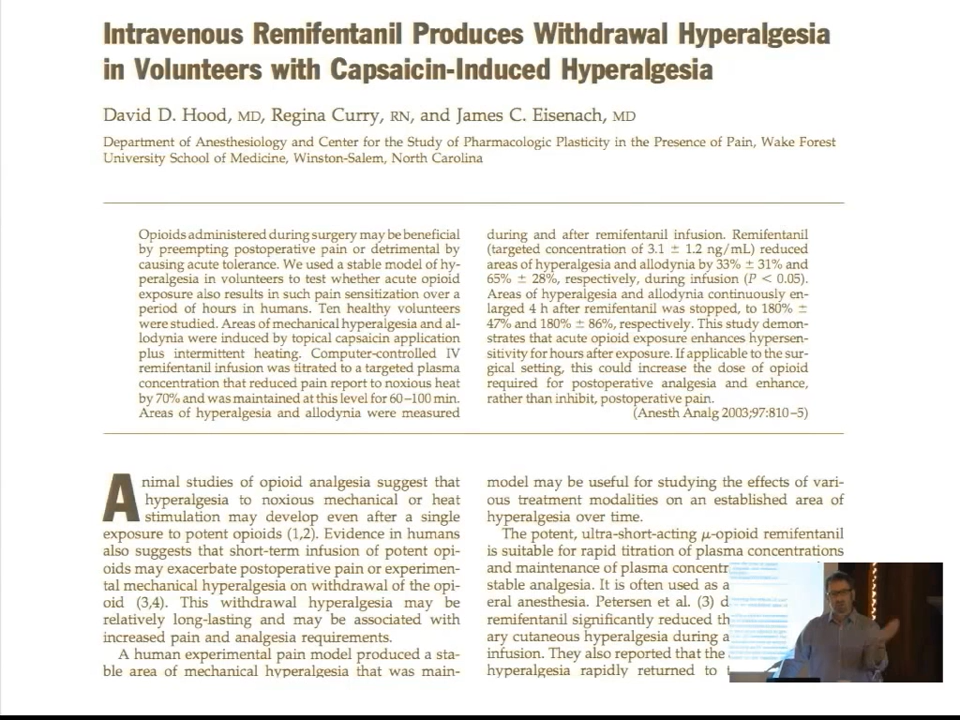 Intravenous Remifentanil Produces Withdrawal Hyperalgesia
in Volunteers with Capsaicin-Induced Hyperalgesia
David D. Hood, MD, Regina Curry, RN, and James C. Eisenach, MD
Department of Anesthesiology and Center for the Study of Pharmacologic Plasticity in the Presence of Pain, Wake Forest
University School of Medicine, Winston-Salem, North Carolina
Opioids administered during surgery may be beneficial
by preempting postoperative pain or detrimental by
causing acute tolerance. We used a stable model of hy-
peralgesia in volunteers to test whether acute opioid
exposure also results in such pain sensitization over a
period of hours in humans. Ten healthy volunteers
were studied. Areas of mechanical hyperalgesia and al-
lodynia were induced by topical capsaicin application
plus intermittent heating. Computer-controlled IV
remifentanil infusion was titrated to a targeted plasma
concentration that reduced pain report to noxious heat
by 70% and was maintained at this level for 60–100 min.
Areas of hyperalgesia and allodynia were measured
during and after remifentanil infusion. Remifentanil
(targeted concentration of 3.1 ± 1.2 ng/mL) reduced
areas of hyperalgesia and allodynia by 33% ± 31% and
65% ± 28%, respectively, during infusion (P < 0.05).
Areas of hyperalgesia and allodynia continuously en-
larged 4 h after remifentanil was stopped, to 180% ±
47% and 180% ± 86%, respectively. This study demon-
strates that acute opioid exposure enhances hypersen-
sitivity for hours after exposure. If applicable to the sur-
gical setting, this could increase the dose of opioid
required for postoperative analgesia and enhance,
rather than inhibit, postoperative pain.
(Anesth Analg 2003;97:810–5)
Animal studies of opioid analgesia suggest that
hyperalgesia to noxious mechanical or heat
stimulation may develop even after a single
exposure to potent opioids (1,2). Evidence in humans
also suggests that short-term infusion of potent opi-
oids may exacerbate postoperative pain or experimen-
tal mechanical hyperalgesia on withdrawal of the opi-
oid (3,4). This withdrawal hyperalgesia may be
relatively long-lasting and may be associated with
increased pain and analgesia requirements.
A human experimental pain model produced a sta-
ble area of mechanical hyperalgesia that was main-
model may be useful for studying the effects of vari-
ous treatment modalities on an established area of
hyperalgesia over time.
The potent, ultra-short-acting μ-opioid remifentanil
is suitable for rapid titration of plasma concentrations
and maintenance of plasma concentr
stable analgesia. It is often used as a
eral anesthesia. Petersen et al. (3) d
remifentanil significantly reduced th
ary cutaneous hyperalgesia during a
infusion. They also reported that the
hyperalgesia rapidly returned to